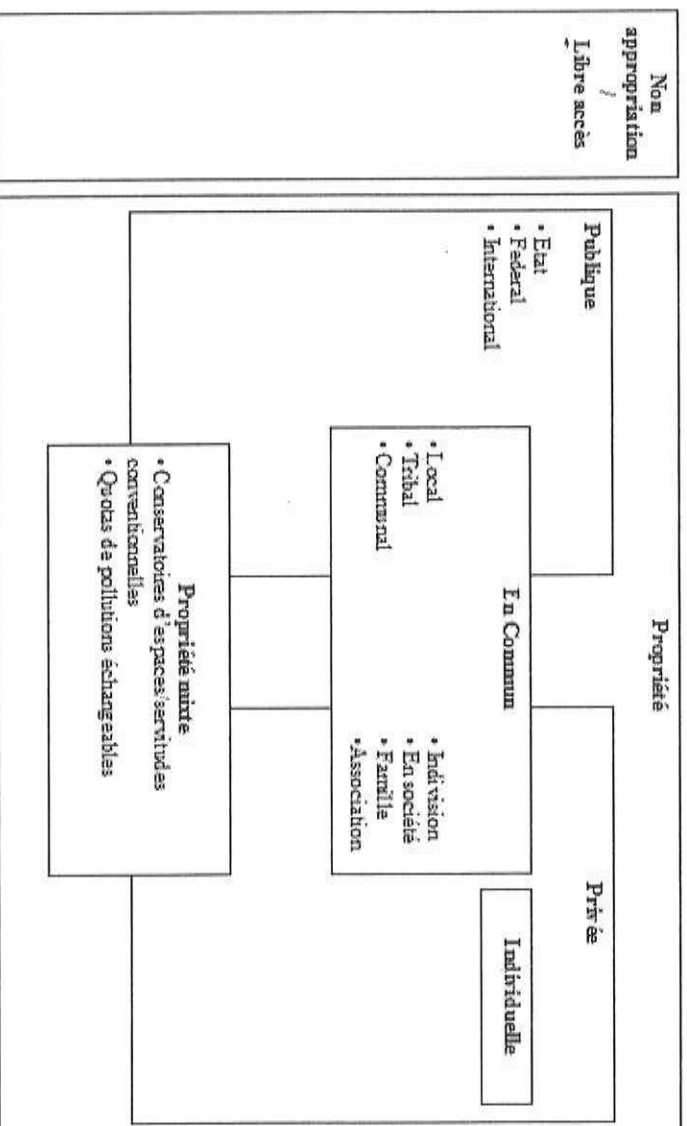 Non
appropriation
/
Libre accès
Propriété
Publique
• Etat
• Federal
• International
Privée
En Commun
• Local
• Tribal
• Communal
• Indivision
• En société
• Famille
• Association
Individuelle
Propriété mixte
• Conservatoires d'espaces/servitudes
conventionnelles
• Quotas de pollutions échangeables